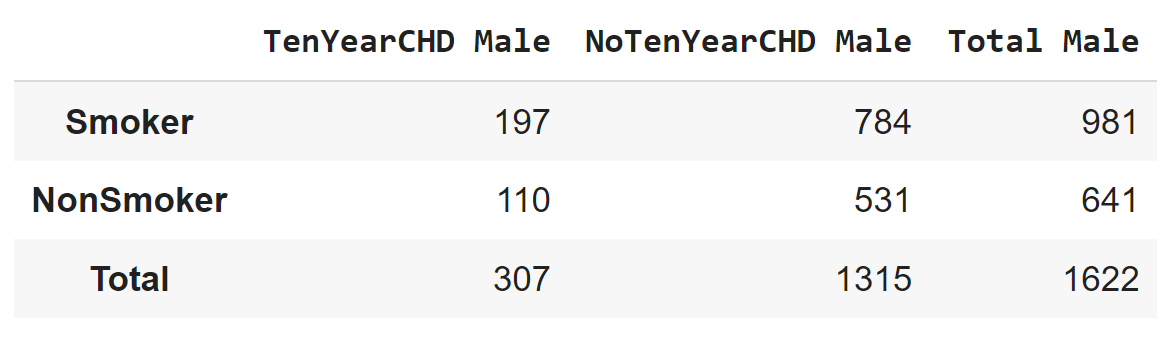 TenYearCHD Male NoTenYearCHD Male Total Male
Smoker 197 784 981
NonSmoker 110 531 641
Total 307 1315 1622